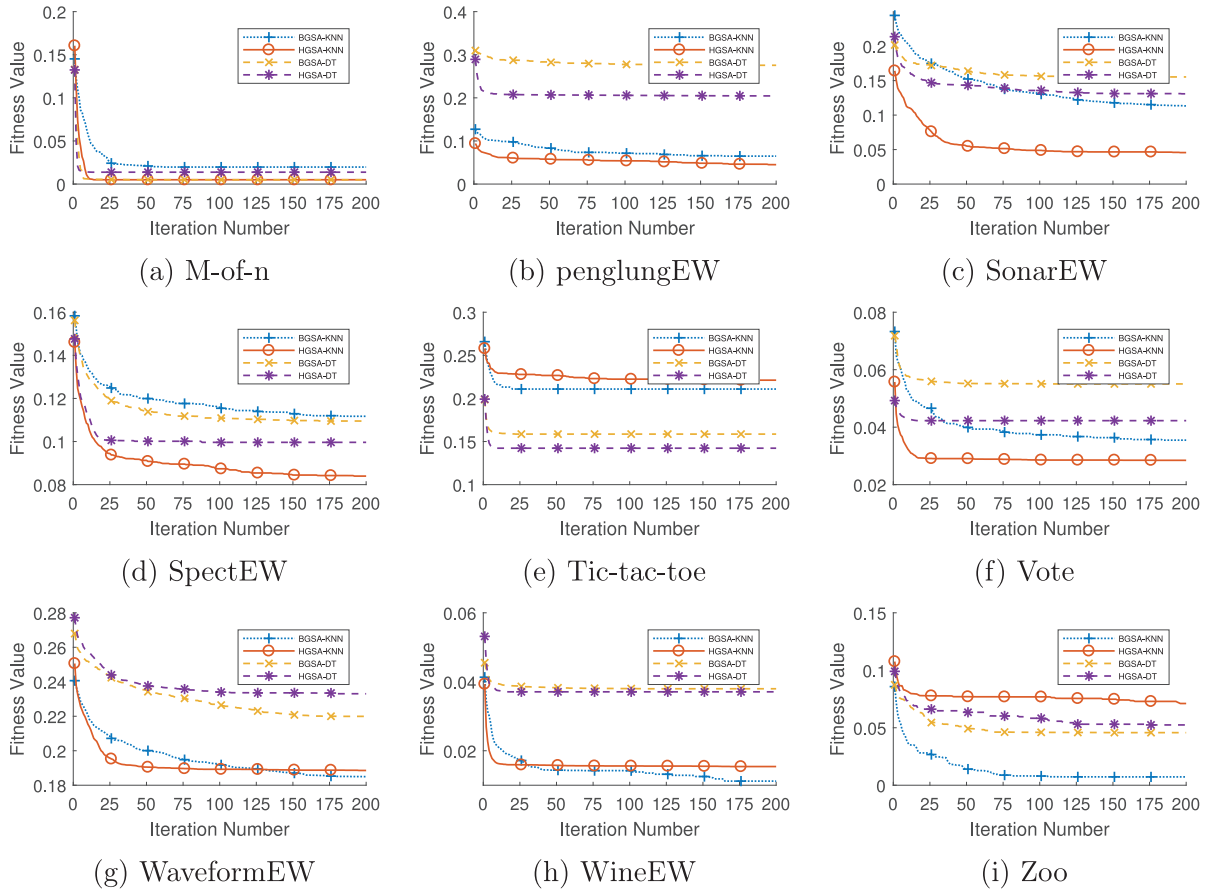 0.2
0.15
0.1
0.05
0
Fitness Value
BGSA-KNN
HGSA-KNN
BGSA-DT
HGSA-DT
0 25 50 75 100 125 150 175 200
Iteration Number
(a) M-of-n
0.4
0.3
0.2
0.1
0
Fitness Value
BGSA-KNN
HGSA-KNN
BGSA-DT
HGSA-DT
0 25 50 75 100 125 150 175 200
Iteration Number
(b) penglungEW
0.2
0.15
0.1
0.05
0
Fitness Value
BGSA-KNN
HGSA-KNN
BGSA-DT
HGSA-DT
0 25 50 75 100 125 150 175 200
Iteration Number
(c) SonarEW
0.16
0.14
0.12
0.1
0.08
Fitness Value
BGSA-KNN
HGSA-KNN
BGSA-DT
HGSA-DT
0 25 50 75 100 125 150 175 200
Iteration Number
(d) SpectEW
0.3
0.25
0.2
0.15
0.1
Fitness Value
BGSA-KNN
HGSA-KNN
BGSA-DT
HGSA-DT
0 25 50 75 100 125 150 175 200
Iteration Number
(e) Tic-tac-toe
0.08
0.06
0.04
0.02
Fitness Value
BGSA-KNN
HGSA-KNN
BGSA-DT
HGSA-DT
0 25 50 75 100 125 150 175 200
Iteration Number
(f) Vote
0.28
0.26
0.24
0.22
0.2
0.18
Fitness Value
BGSA-KNN
HGSA-KNN
BGSA-DT
HGSA-DT
0 25 50 75 100 125 150 175 200
Iteration Number
(g) WaveformEW
0.06
0.04
0.02
Fitness Value
BGSA-KNN
HGSA-KNN
BGSA-DT
HGSA-DT
0 25 50 75 100 125 150 175 200
Iteration Number
(h) WineEW
0.15
0.1
0.05
0
Fitness Value
BGSA-KNN
HGSA-KNN
BGSA-DT
HGSA-DT
0 25 50 75 100 125 150 175 200
Iteration Number
(i) Zoo